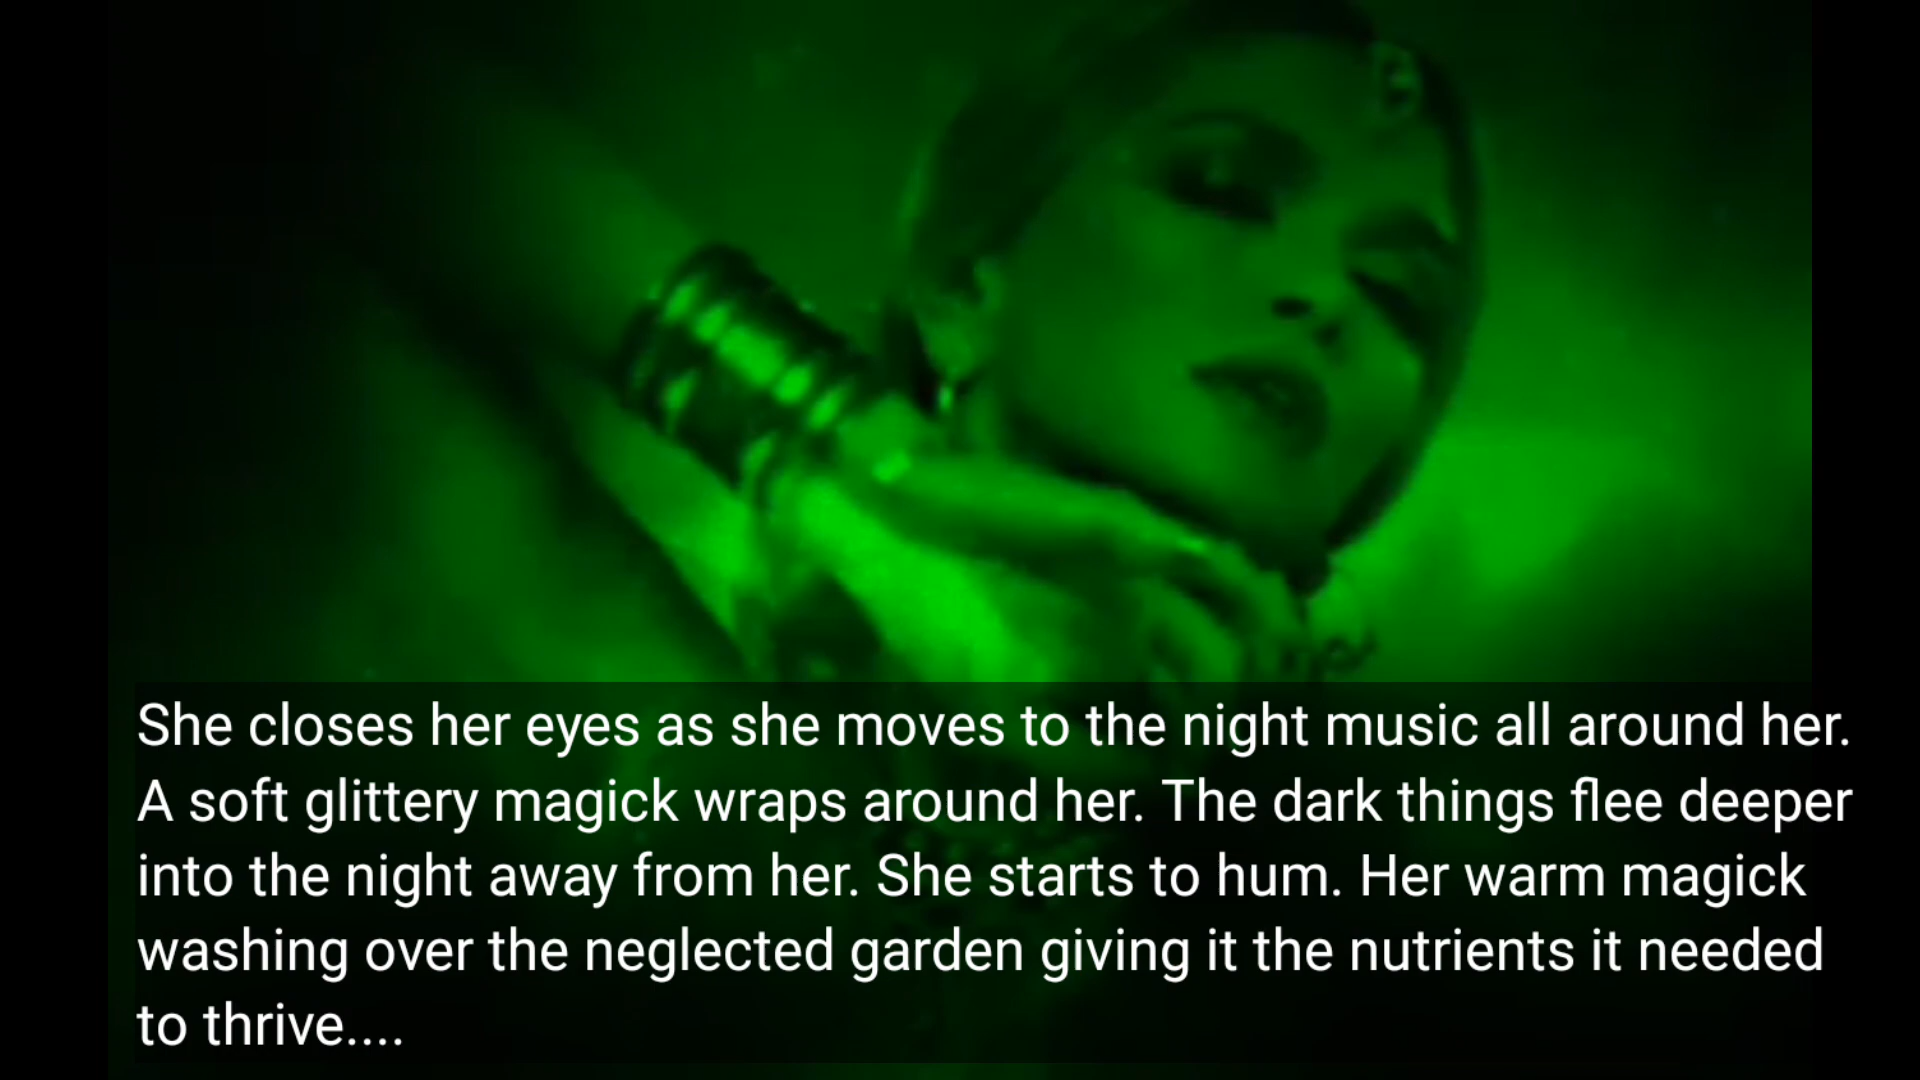 She closes her eyes as she moves to the night music all around her.
A soft glittery magick wraps around her. The dark things flee deeper
into the night away from her. She starts to hum. Her warm magick
washing over the neglected garden giving it the nutrients it needed
to thrive....